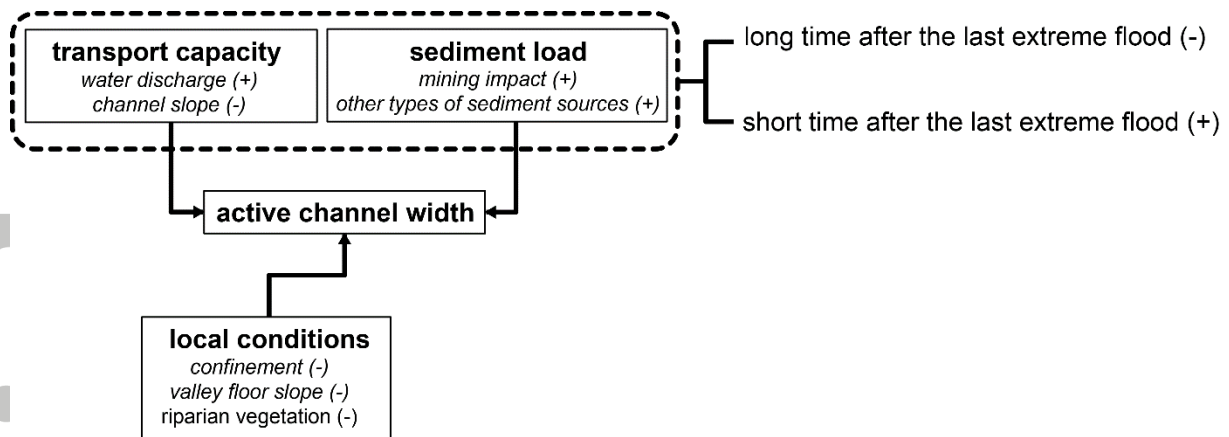 transport capacity
water discharge (+)
channel slope (-)
sediment load
mining impact (+)
other types of sediment sources (+)
long time after the last extreme flood (-)
short time after the last extreme flood (+)
active channel width
local conditions
confinement (-)
valley floor slope (-)
riparian vegetation (-)